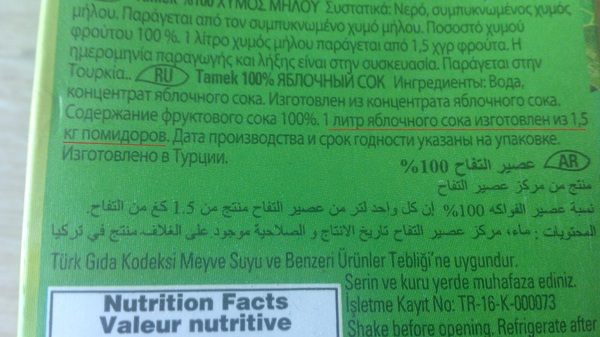 Tamek %100 ΧΥΜΟΣ ΜΗΛΟΥ Συστατικά: Νερό, συμπυκνωμένος χυμός
μήλου. Παράγεται από τον συμπυκνωμένο χυμό μήλου. Ποσοστό χυμού
φρούτου 100 %. 1 λίτρο χυμός μήλου παράγεται από 1,5 χγρ φρούτα. Η
ημερομηνία παραγωγής και λήξης είναι στην συσκευασία. Παράγεται στην
Τουρκία.. RU Tamek 100% ЯБЛОЧНЫЙ СОК Ингредиенты: Вода,
концентрат яблочного сока. Изготовлен из концентрата яблочного сока.
Содержание фруктового сока 100%. 1 литр яблочного сока изготовлен из 1,5
кг помидоров. Дата производства и срок годности указаны на упаковке.
Изготовлено в Турции.
AR عصير التفاح 100%
منتج من مركز عصير التفاح
نسبة عصير الفواكه 100% إن كل واحد لتر من عصير التفاح منتج من 1.5 كغ من التفاح.
المحتويات : ماء، مركز عصير التفاح تاريخ الانتاج و الصلاحية موجود على الغلاف. منتج في تركيا
Türk Gıda Kodeksi Meyve Suyu ve Benzeri Ürünler Tebliği'ne uygundur.
Serin ve kuru yerde muhafaza ediniz.
Nutrition Facts
Valeur nutritive
İşletme Kayıt No: TR-16-K-000073
Shake before opening. Refrigerate after